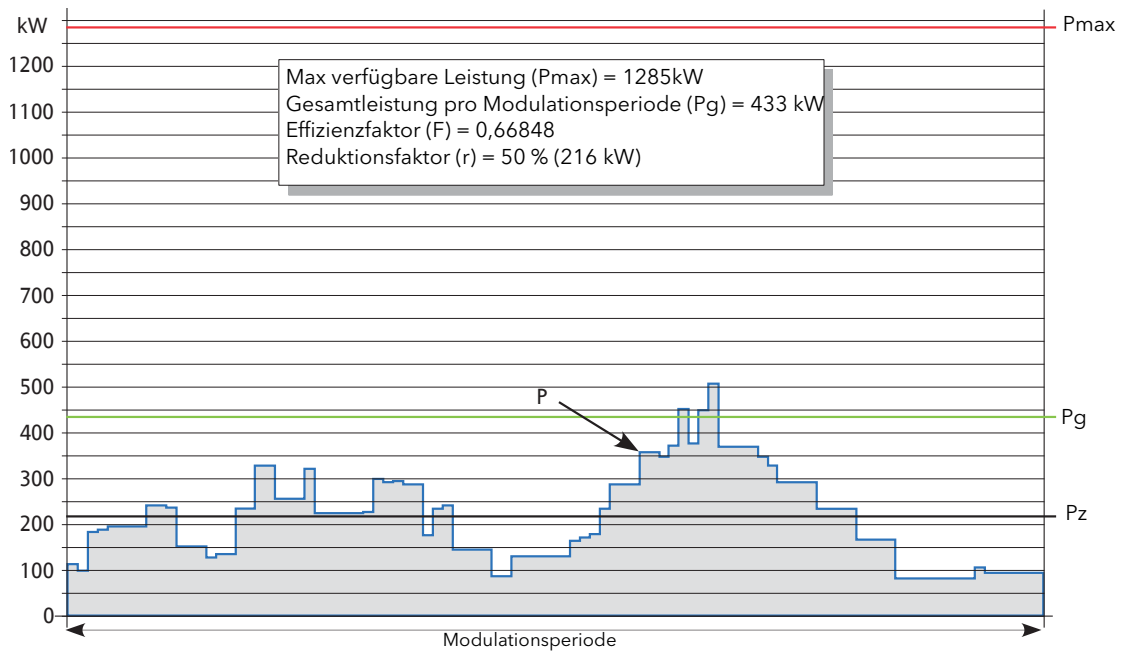 kW
Pmax
1200
Max verfügbare Leistung (Pmax) = 1285kW
Gesamtleistung pro Modulationsperiode (Pg) = 433 kW
Effizienzfaktor (F) = 0,66848
Reduktionsfaktor (r) = 50 % (216 kW)
1100
1000
900
800
700
600
500
P
Pg
400
300
200
Pz
100
0
Modulationsperiode